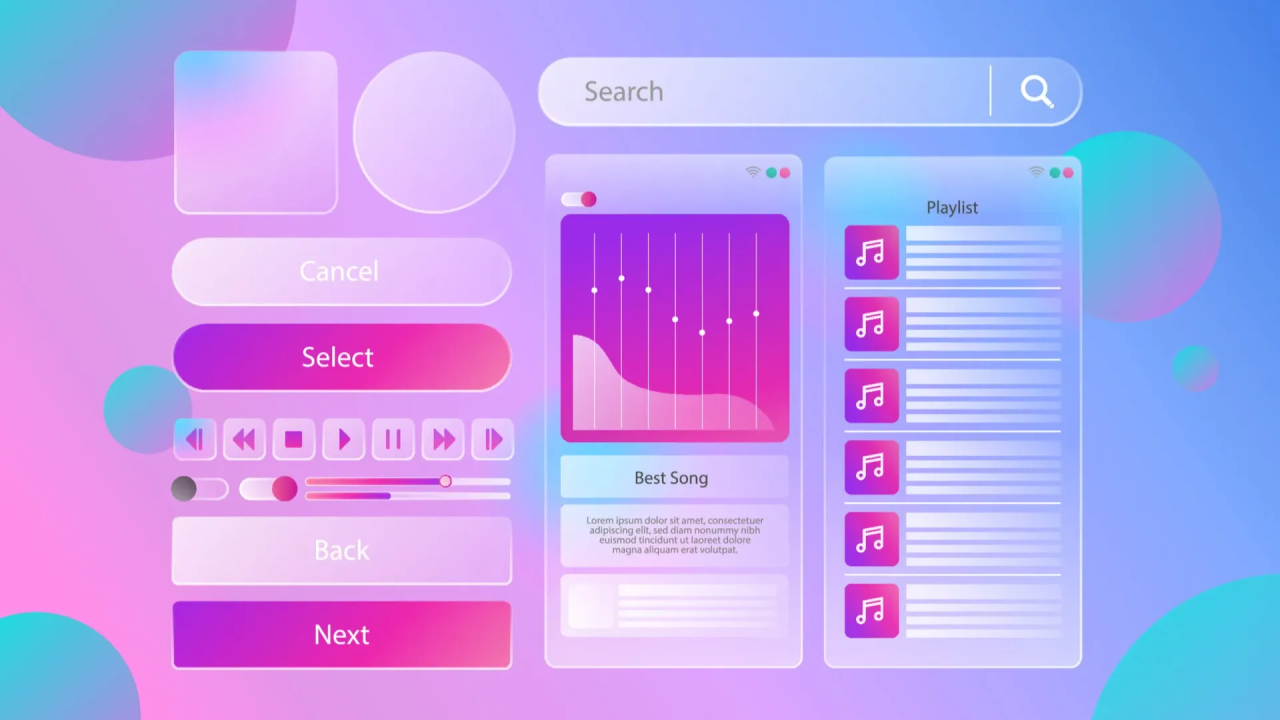 Search
Playlist
Cancel
Select
Best Song
Lorem ipsum dolor sit amet, consectetuer
adipiscing elit, sed diam nonummy nibh
euismod tincidunt ut laoreet dolore
magna aliquam erat volutpat.
Back
Next